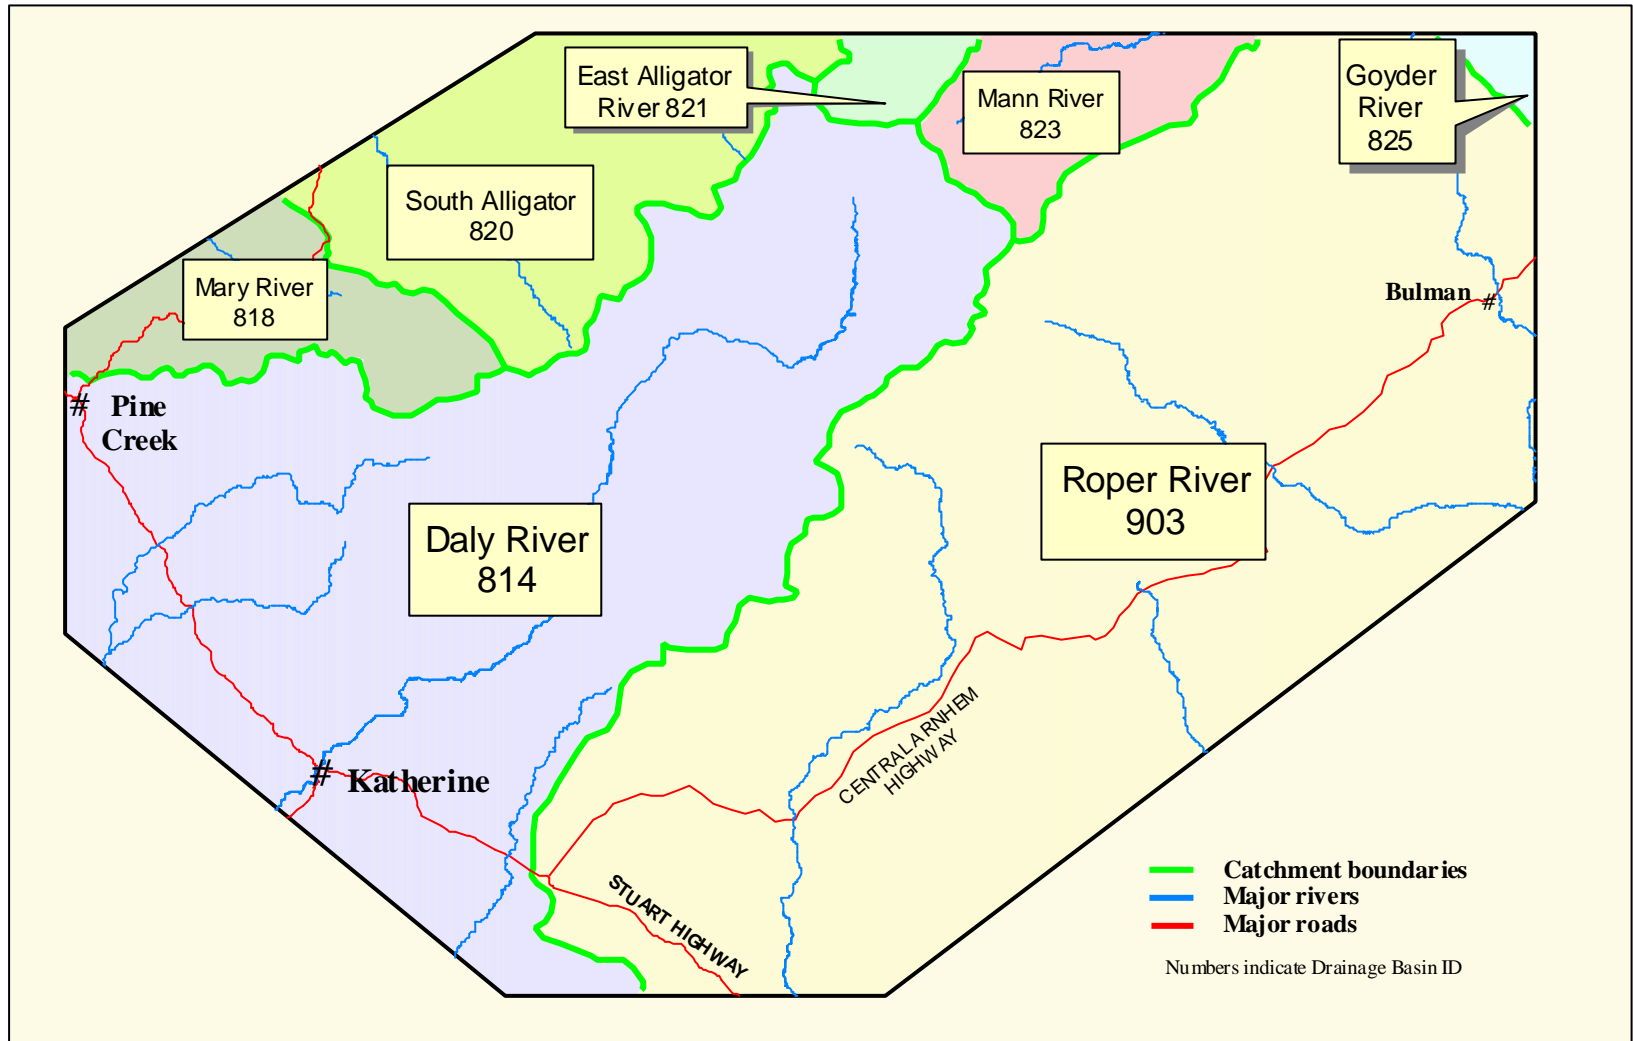 East Alligator
River 821
Mann River
823
Goyder
River
825
South Alligator
820
Mary River
818
Bulman
#
#
Pine
Creek
Roper River
903
Daly River
814
#
Katherine
CENTRAL ARNHEM
HIGHWAY
STUART HIGHWAY
Catchment boundaries
Major rivers
Major roads
Numbers indicate Drainage Basin ID